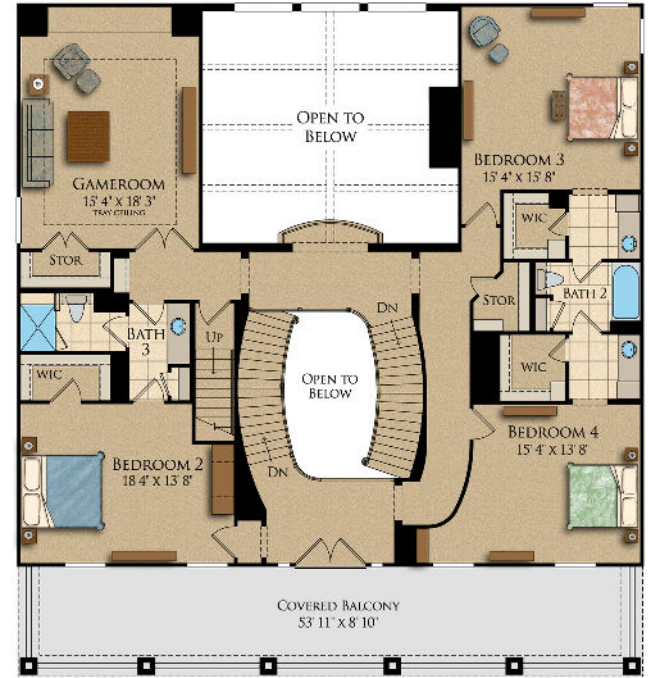 OPEN TO
BELOW
GAMEROOM
15' 4" X 18' 3"
TRAY CEILING
BEDROOM 3
15' 4" X 15' 8"
WIC
STOR
BATH 2
STOR
DN
BATH
3
UP
OPEN TO
BELOW
WIC
WIC
BEDROOM 2
18' 4" X 13' 8"
DN
BEDROOM 4
15' 4" X 13' 8"
COVERED BALCONY
53' 11" X 8' 10"